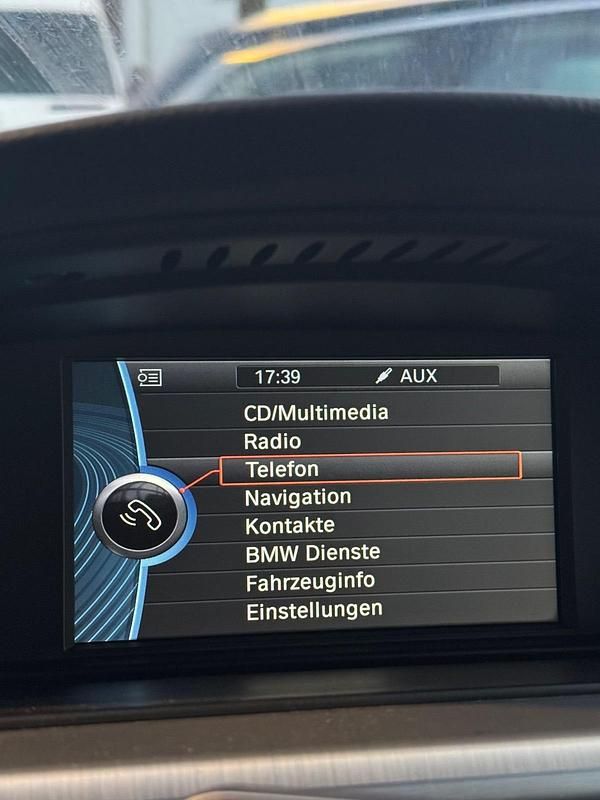 17:39 AUX
CD/Multimedia
Radio
Telefon
Navigation
Kontakte
BMW Dienste
Fahrzeuginfo
Einstellungen